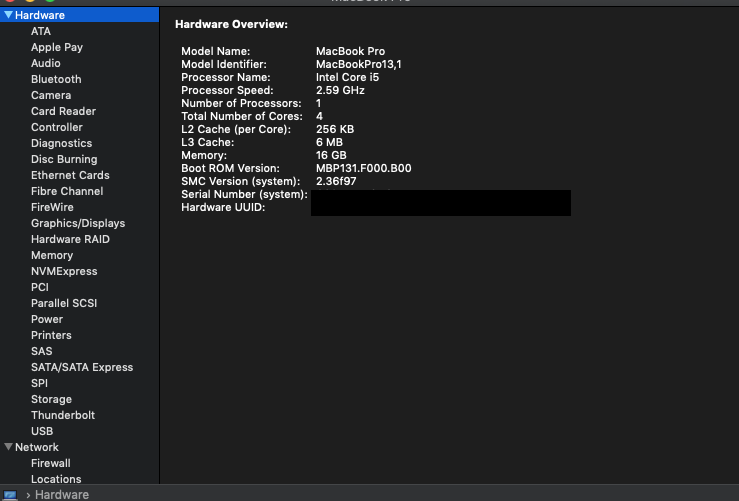 Hardware
ATA
Apple Pay
Audio
Bluetooth
Camera
Card Reader
Controller
Diagnostics
Disc Burning
Ethernet Cards
Fibre Channel
FireWire
Graphics/Displays
Hardware RAID
Memory
NVMExpress
PCI
Parallel SCSI
Power
Printers
SAS
SATA/SATA Express
SPI
Storage
Thunderbolt
USB
Network
Firewall
Locations
Hardware Overview:
Model Name: MacBook Pro
Model Identifier: MacBookPro13,1
Processor Name: Intel Core i5
Processor Speed: 2.59 GHz
Number of Processors: 1
Total Number of Cores: 4
L2 Cache (per Core): 256 KB
L3 Cache: 6 MB
Memory: 16 GB
Boot ROM Version: MBP131.F000.B00
SMC Version (system): 2.36f97
Serial Number (system):
Hardware UUID:
› Hardware